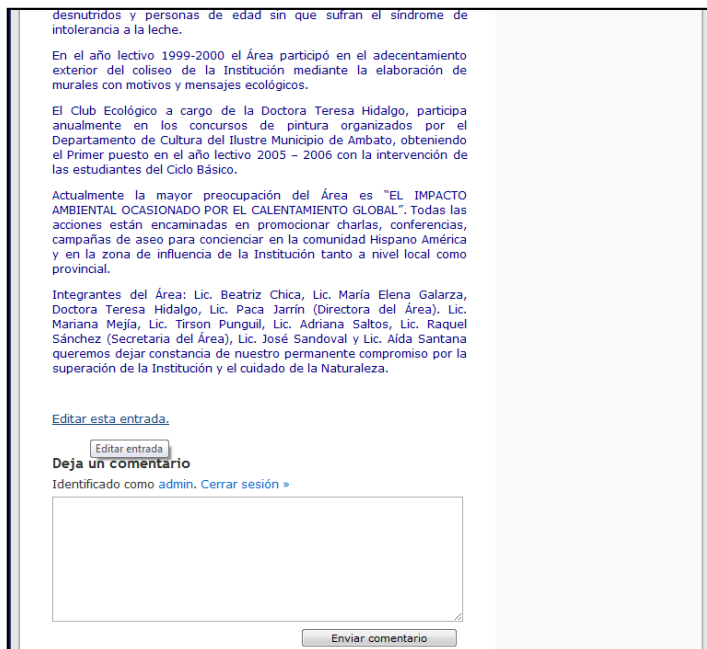 desnutridos y personas de edad sin que sufran el síndrome de
intolerancia a la leche.
En el año lectivo 1999-2000 el Área participó en el adecentamiento
exterior del coliseo de la Institución mediante la elaboración de
murales con motivos y mensajes ecológicos.
El Club Ecológico a cargo de la Doctora Teresa Hidalgo, participa
anualmente en los concursos de pintura organizados por el
Departamento de Cultura del Ilustre Municipio de Ambato, obteniendo
el Primer puesto en el año lectivo 2005 – 2006 con la intervención de
las estudiantes del Ciclo Básico.
Actualmente la mayor preocupación del Área es "EL IMPACTO
AMBIENTAL OCASIONADO POR EL CALENTAMIENTO GLOBAL". Todas las
acciones están encaminadas en promocionar charlas, conferencias,
campañas de aseo para concienciar en la comunidad Hispano América
y en la zona de influencia de la Institución tanto a nivel local como
provincial.
Integrantes del Área: Lic. Beatriz Chica, Lic. María Elena Galarza,
Doctora Teresa Hidalgo, Lic. Paca Jarrín (Directora del Área). Lic.
Mariana Mejía, Lic. Tirson Punguil, Lic. Adriana Saltos, Lic. Raquel
Sánchez (Secretaria del Área), Lic. José Sandoval y Lic. Aída Santana
queremos dejar constancia de nuestro permanente compromiso por la
superación de la Institución y el cuidado de la Naturaleza.
Editar esta entrada.
Editar entrada
Deja un comentario
Identificado como admin. Cerrar sesión »
Enviar comentario